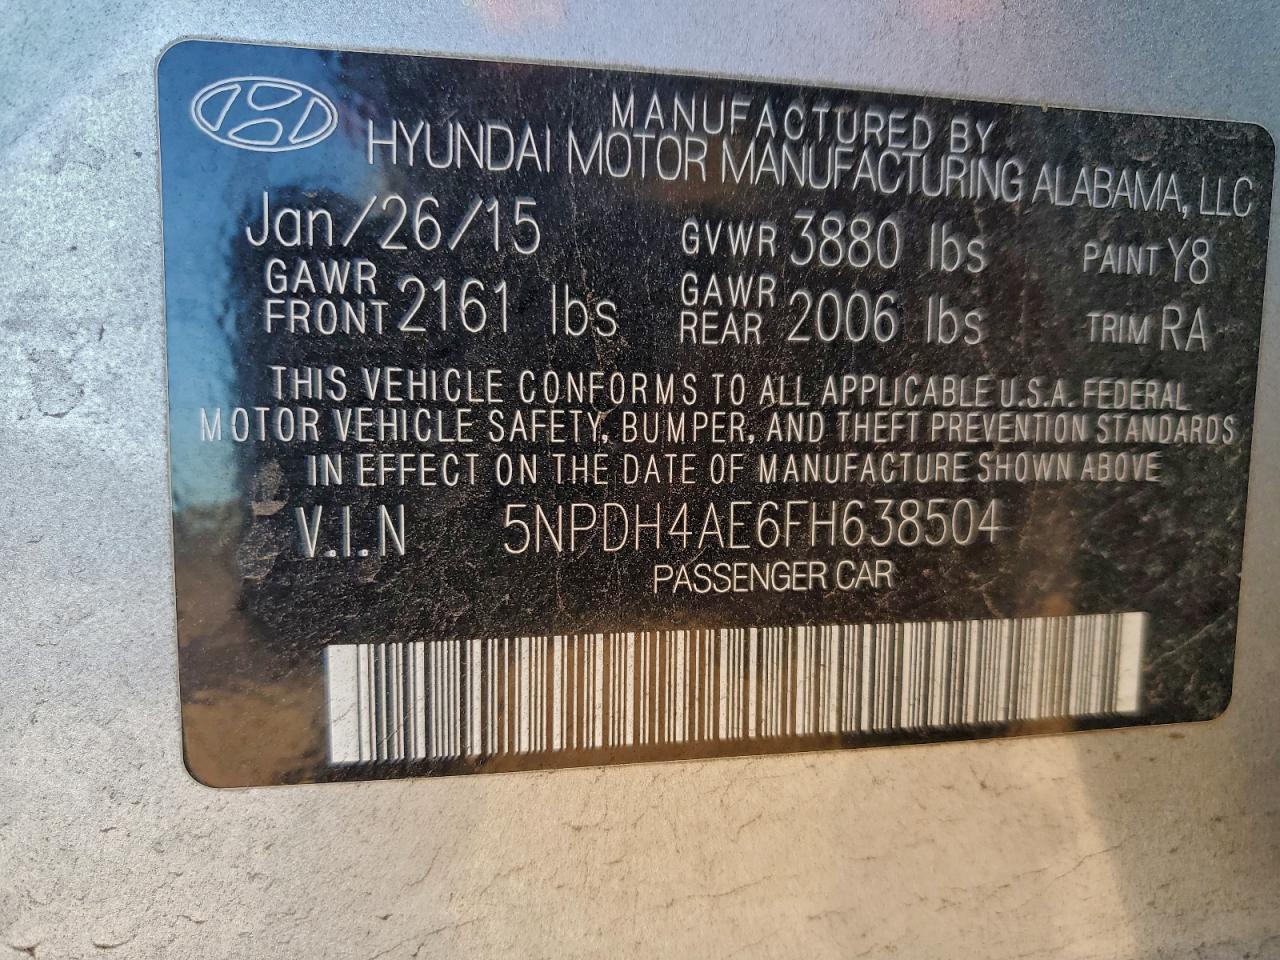 MANUFACTURED BY
HYUNDAI MOTOR MANUFACTURING ALABAMA, LLC
Jan/26/15 GVWR 3880 lbs PAINT Y8
GAWR FRONT 2161 lbs GAWR REAR 2006 lbs TRIM RA
THIS VEHICLE CONFORMS TO ALL APPLICABLE U.S.A. FEDERAL
MOTOR VEHICLE SAFETY, BUMPER, AND THEFT PREVENTION STANDARDS
IN EFFECT ON THE DATE OF MANUFACTURE SHOWN ABOVE
V.I.N 5NPDH4AE6FH638504
PASSENGER CAR